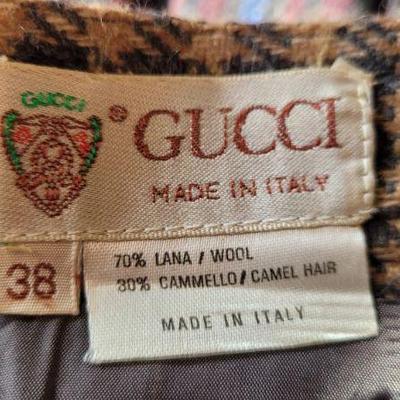 GUCCI
® GUCCI
MADE IN ITALY
38
70% LANA / WOOL
30% CAMMELLO / CAMEL HAIR
MADE IN ITALY